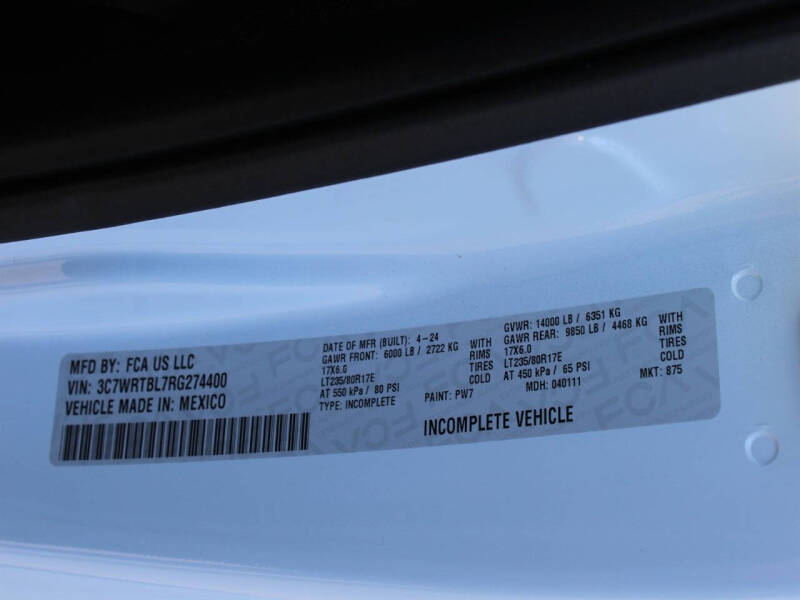 MFD BY: FCA US LLC
VIN: 3C7WRTBL7RG274400
VEHICLE MADE IN: MEXICO
DATE OF MFR (BUILT): 4-24
GAWR FRONT: 6000 LB / 2722 KG WITH
17X6.0 RIMS
LT235/80R17E TIRES
AT 550 kPa / 80 PSI COLD
TYPE: INCOMPLETE
PAINT: PW7
GVWR: 14000 LB / 6351 KG
GAWR REAR: 9850 LB / 4468 KG WITH
17X6.0 RIMS
LT235/80R17E TIRES
AT 450 kPa / 65 PSI COLD
MDH: 040111
MKT: 875
INCOMPLETE VEHICLE